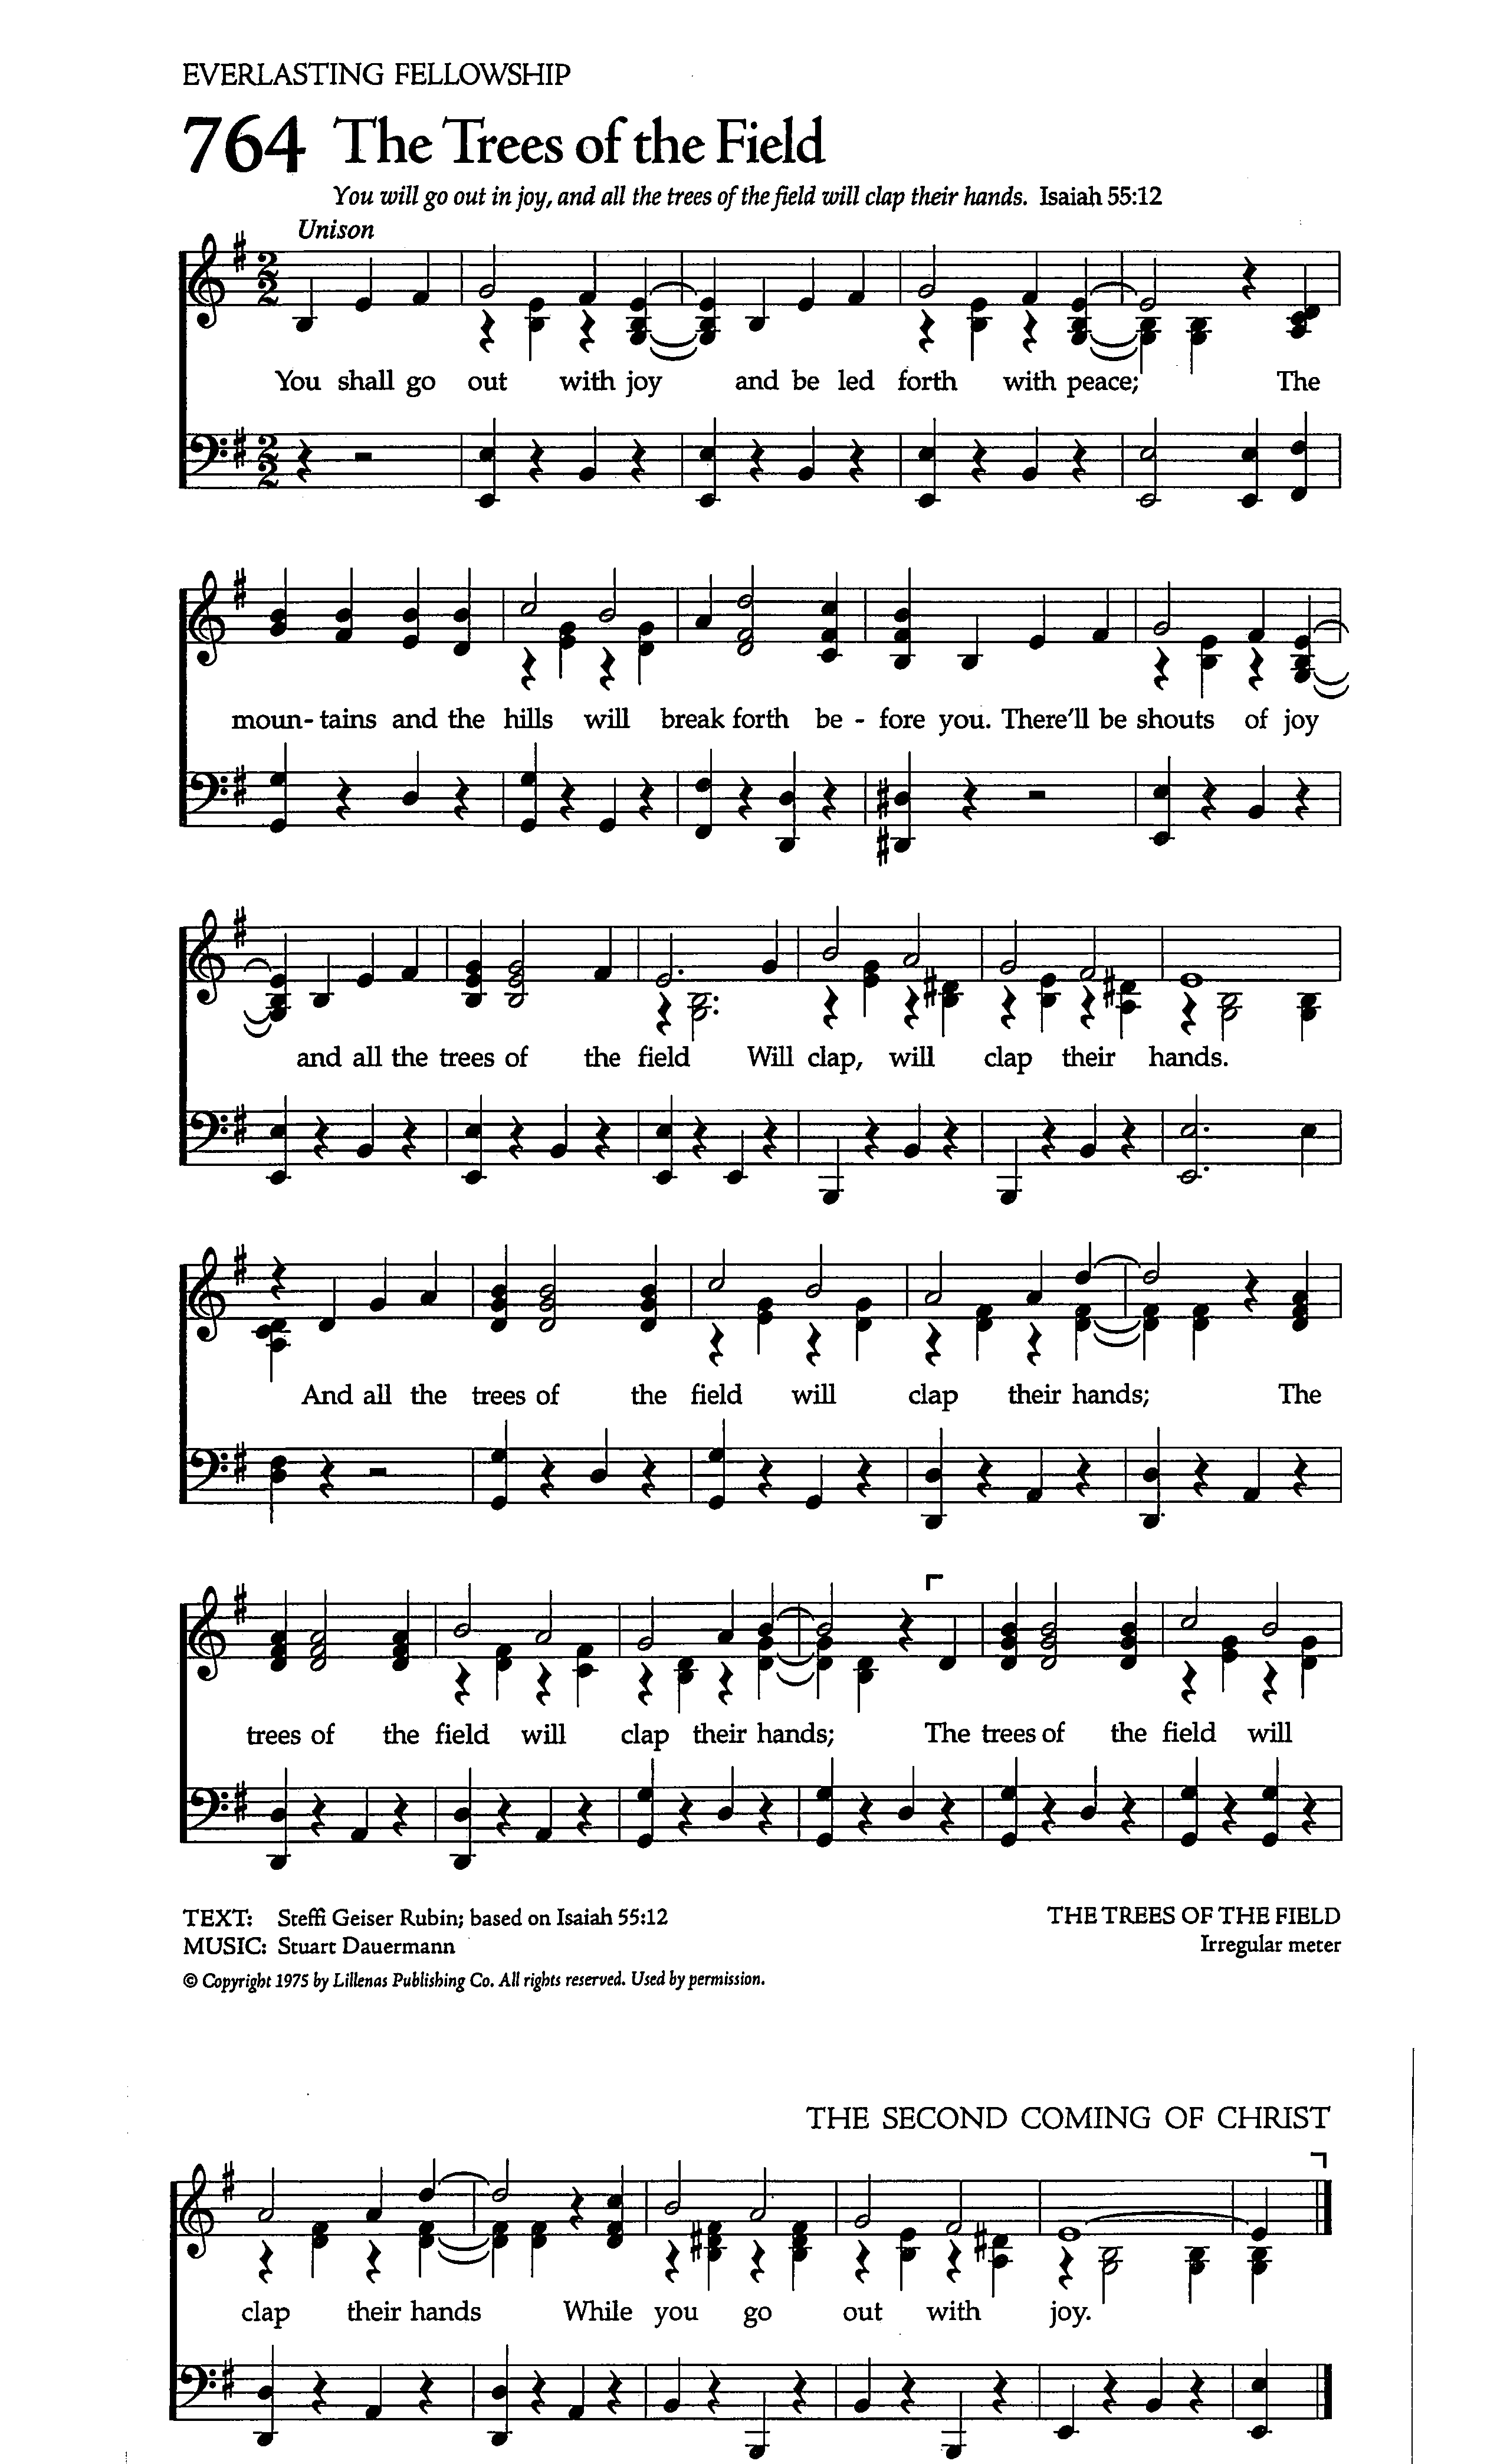 EVERLASTING FELLOWSHIP
764 The Trees of the Field
You will go out in joy, and all the trees of the field will clap their hands. Isaiah 55:12
Unison
You shall go out with joy and be led forth with peace; The
moun- tains and the hills will break forth be - fore you. There'll be shouts of joy
and all the trees of the field Will clap, will clap their hands.
And all the trees of the field will clap their hands; The
trees of the field will clap their hands; The trees of the field will
TEXT: Steffi Geiser Rubin; based on Isaiah 55:12
MUSIC: Stuart Dauermann
© Copyright 1975 by Lillenas Publishing Co. All rights reserved. Used by permission.
THE TREES OF THE FIELD
Irregular meter
THE SECOND COMING OF CHRIST
clap their hands While you go out with joy.